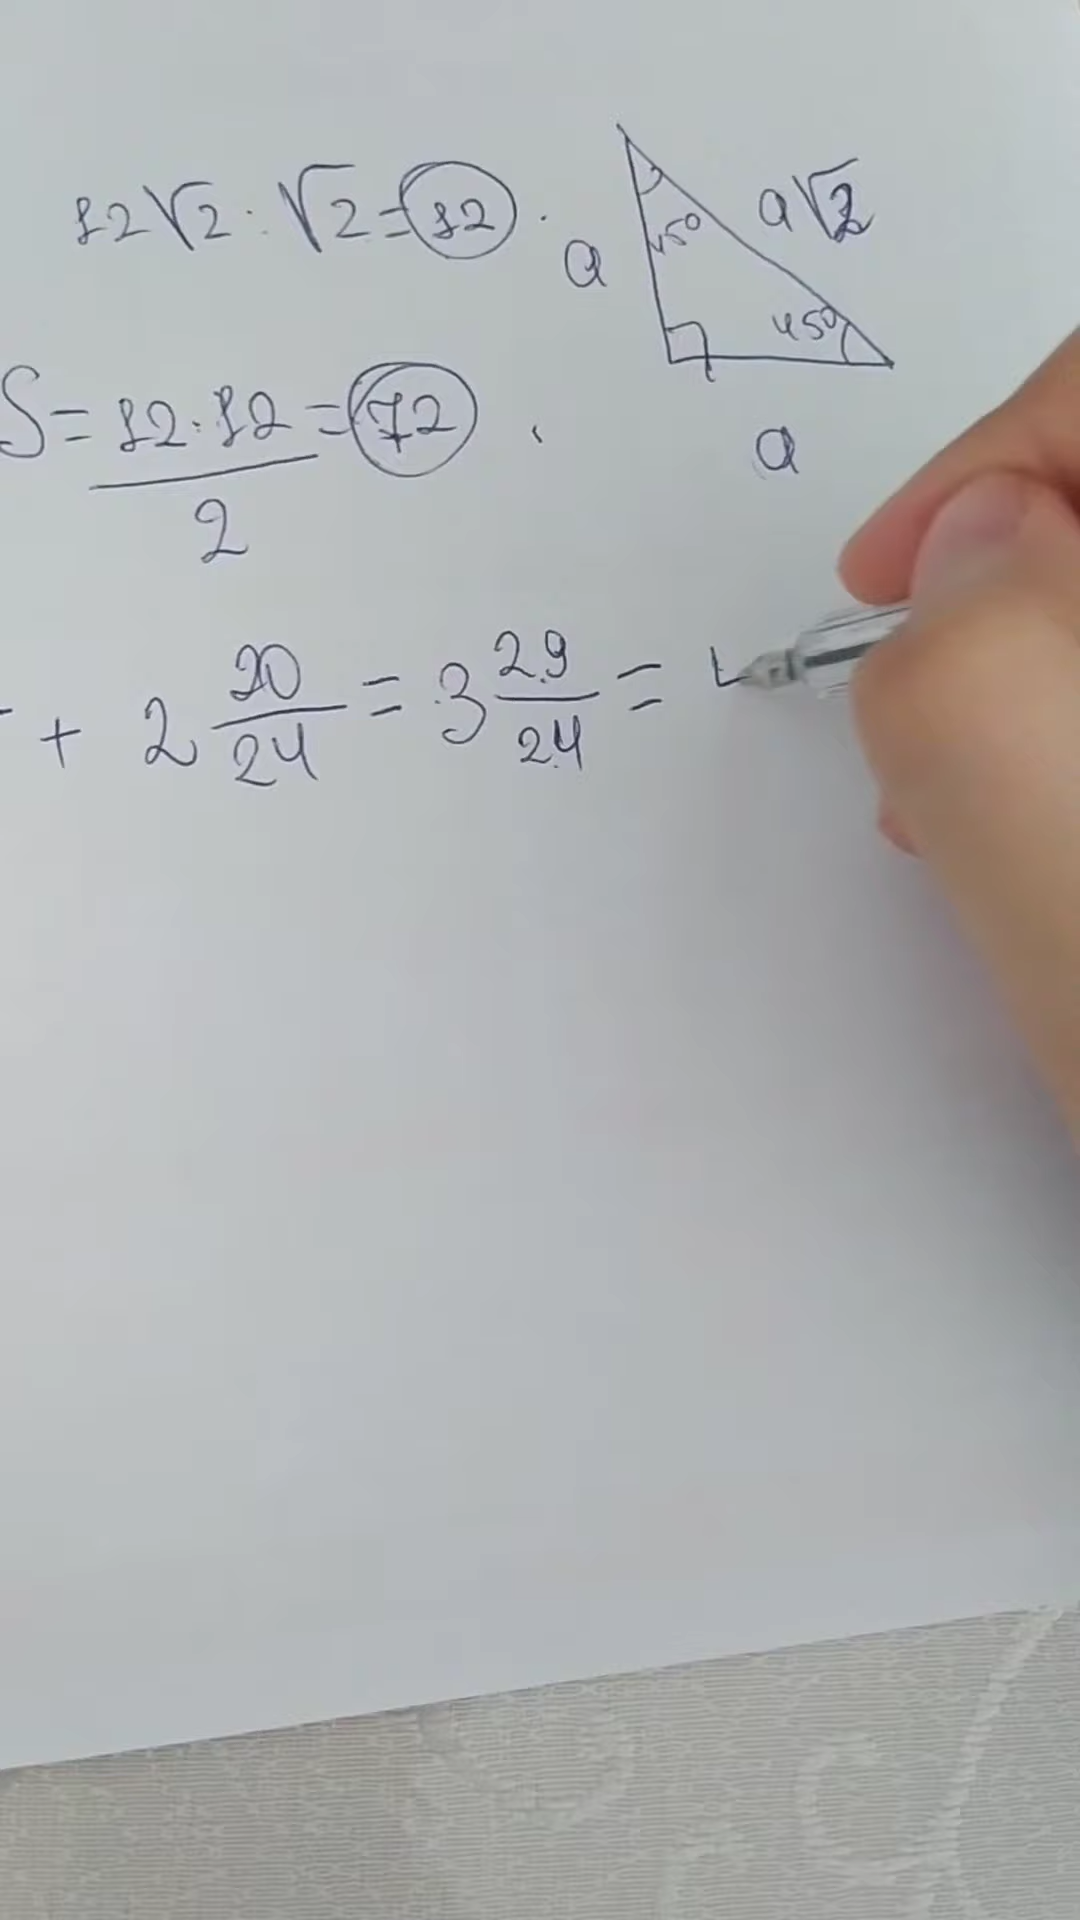 12√2 : √2 = 12
a
45°
a√2
45°
S = 12·12 / 2 = 72
a
+ 2 20/24 = 3 29/24 =